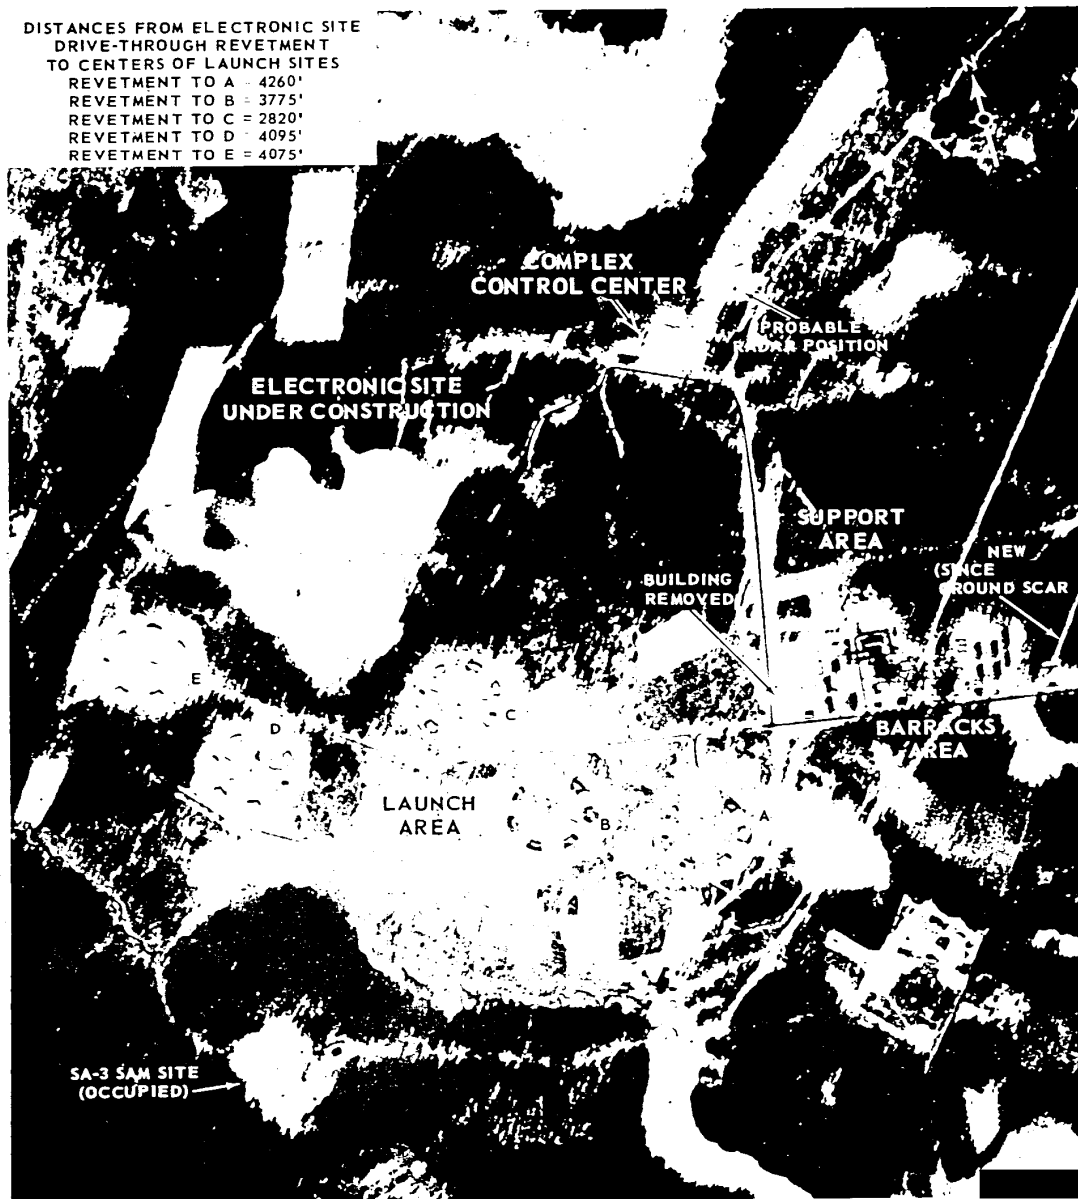 DISTANCES FROM ELECTRONIC SITE
DRIVE-THROUGH REVETMENT
TO CENTERS OF LAUNCH SITES
REVETMENT TO A = 4260'
REVETMENT TO B = 3775'
REVETMENT TO C = 2820'
REVETMENT TO D = 4095'
REVETMENT TO E = 4075'
N
COMPLEX
CONTROL CENTER
PROBABLE
RADAR POSITION
ELECTRONIC SITE
UNDER CONSTRUCTION
SUPPORT
AREA
NEW
(SINCE
GROUND SCAR
BUILDING
REMOVED
E
C
D
BARRACKS
AREA
LAUNCH
AREA
B
A
SA-3 SAM SITE
(OCCUPIED)